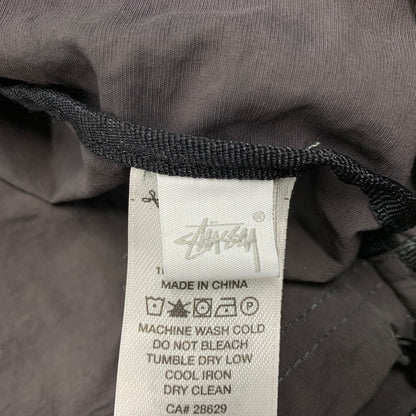 Stüssy ®
MADE IN CHINA
P
MACHINE WASH COLD
DO NOT BLEACH
TUMBLE DRY LOW
COOL IRON
DRY CLEAN
CA# 28629